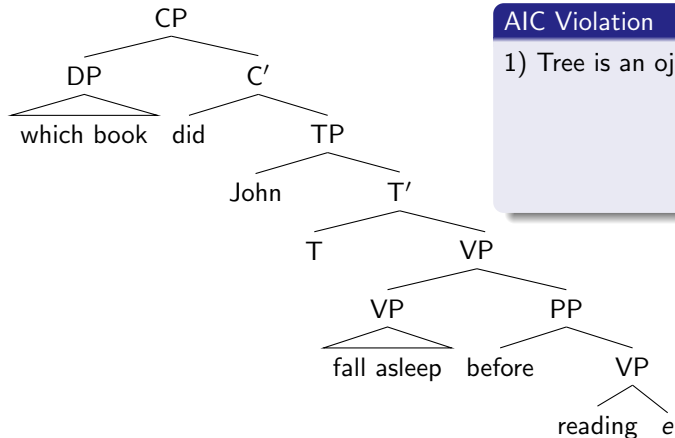 CP
AIC Violation
DP C′
1) Tree is an oj
which book did TP
John T′
T VP
VP PP
fall asleep before VP
reading e